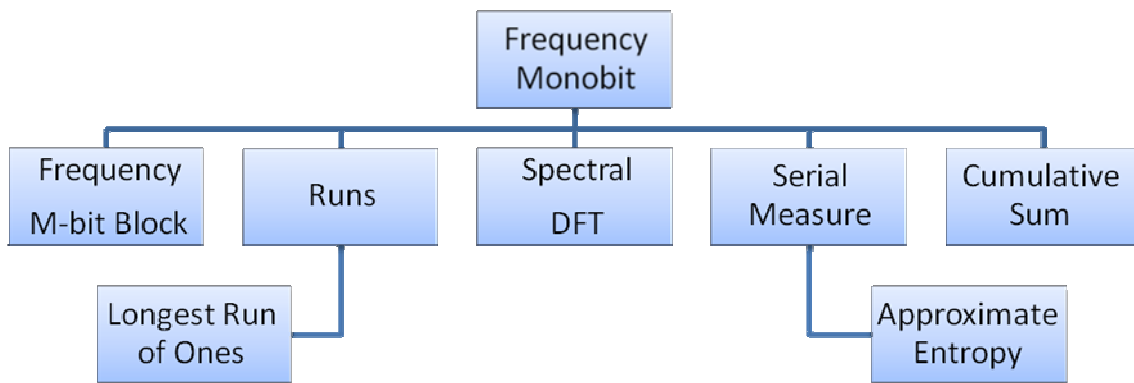 Frequency
Monobit
Frequency
M-bit Block
Runs
Spectral
DFT
Serial
Measure
Cumulative
Sum
Longest Run
of Ones
Approximate
Entropy